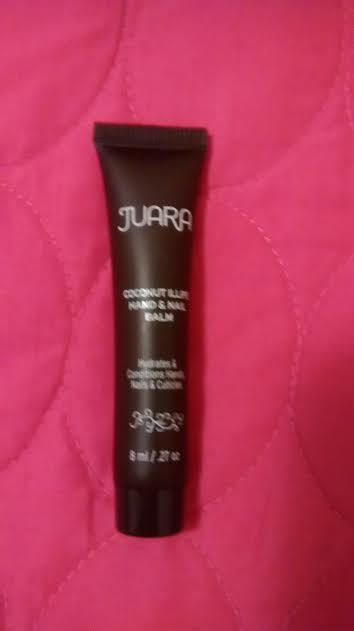 JUARA
COCONUT ILLIPE
HAND & NAIL
BALM
Hydrates &
Conditions Hands,
Nails & Cuticles
8 ml / .27 oz